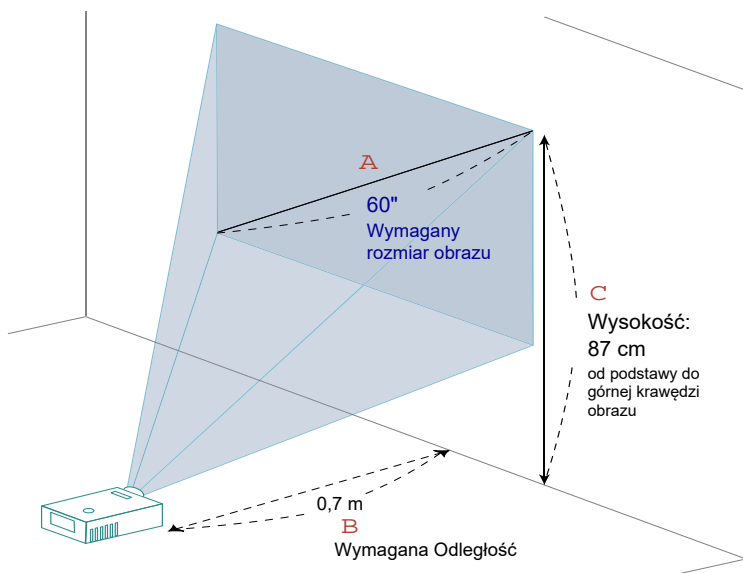 A
60"
Wymagany
rozmiar obrazu
C
Wysokość:
87 cm
od podstawy do
górnej krawędzi
obrazu
0,7 m
B
Wymagana Odległość